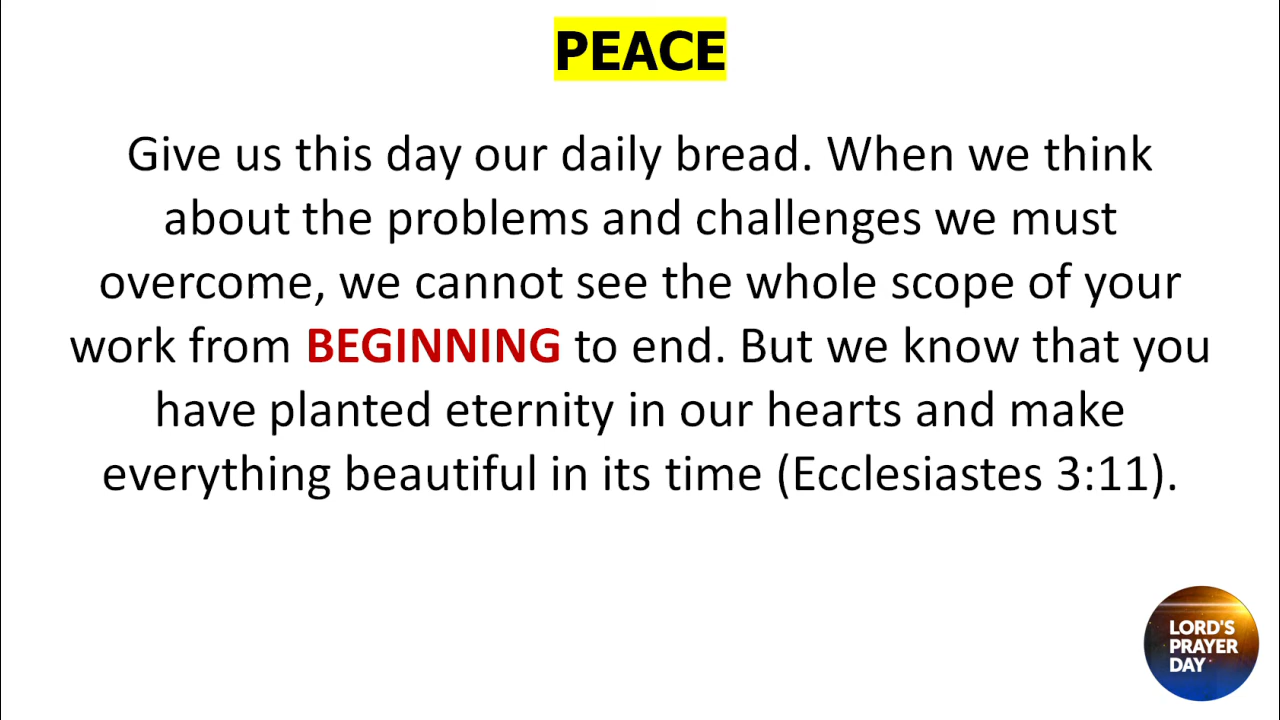 PEACE
Give us this day our daily bread. When we think
about the problems and challenges we must
overcome, we cannot see the whole scope of your
work from BEGINNING to end. But we know that you
have planted eternity in our hearts and make
everything beautiful in its time (Ecclesiastes 3:11).
LORD'S
PRAYER
DAY